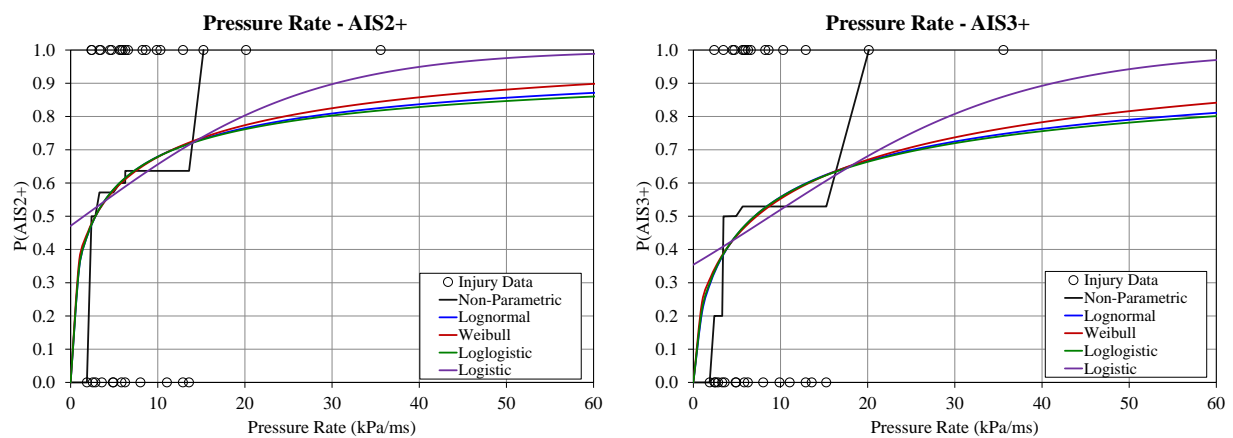 Pressure Rate - AIS2+
P(AIS2+)
1.0
0.9
0.8
0.7
0.6
0.5
0.4
0.3
0.2
0.1
0.0
0 10 20 30 40 50 60
Pressure Rate (kPa/ms)
Injury Data
Non-Parametric
Lognormal
Weibull
Loglogistic
Logistic
Pressure Rate - AIS3+
P(AIS3+)
1.0
0.9
0.8
0.7
0.6
0.5
0.4
0.3
0.2
0.1
0.0
0 10 20 30 40 50 60
Pressure Rate (kPa/ms)
Injury Data
Non-Parametric
Lognormal
Weibull
Loglogistic
Logistic